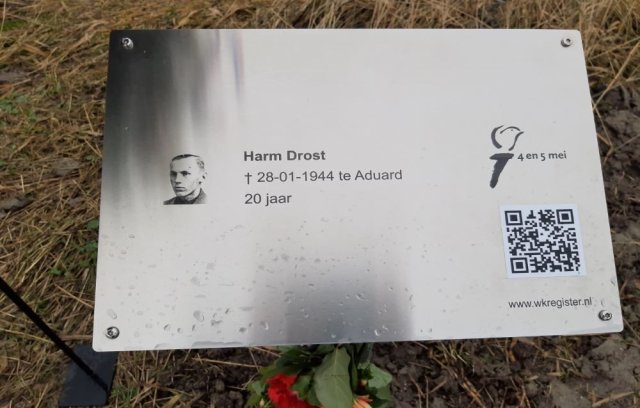 Harm Drost
† 28-01-1944 te Aduard
20 jaar
4 en 5 mei
www.wkregister.nl